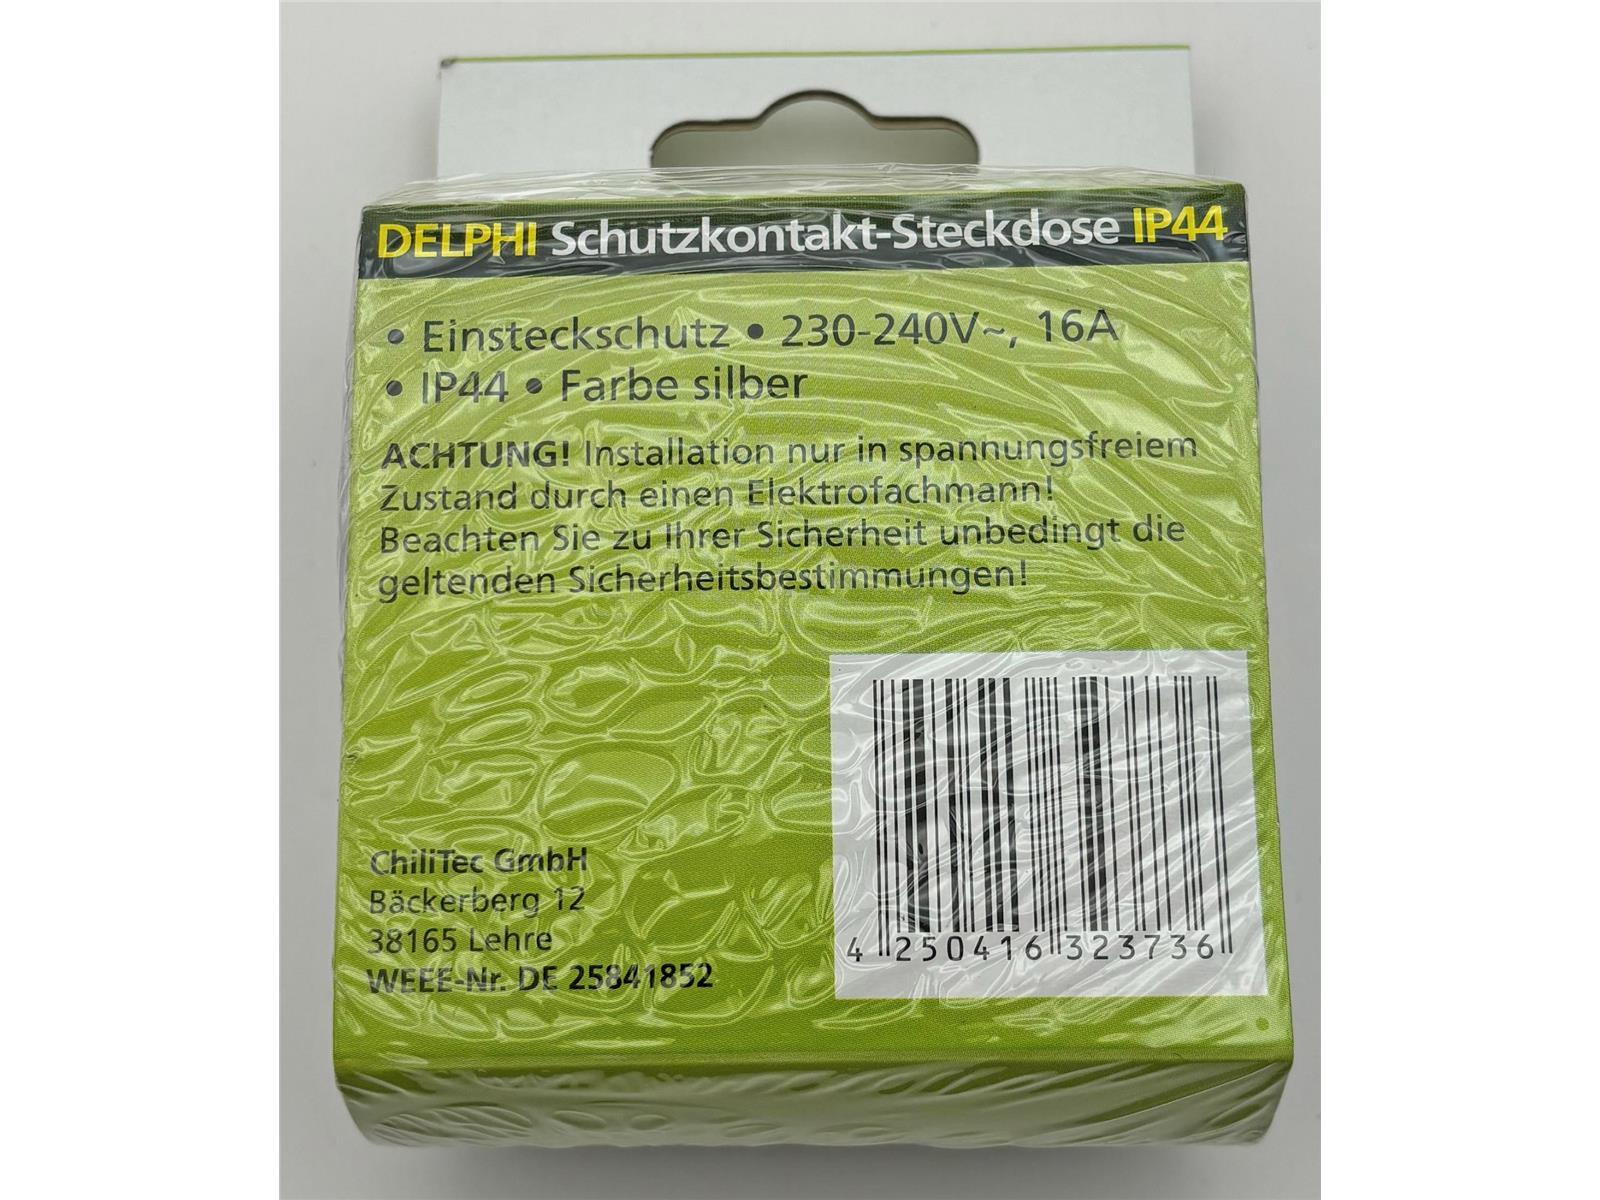 DELPHI Schutzkontakt-Steckdose IP44
• Einsteckschutz • 230-240V~, 16A
• IP44 • Farbe silber
ACHTUNG! Installation nur in spannungsfreiem
Zustand durch einen Elektrofachmann!
Beachten Sie zu Ihrer Sicherheit unbedingt die
geltenden Sicherheitsbestimmungen!
ChiliTec GmbH
Bäckerberg 12
38165 Lehre
WEEE-Nr. DE 25841852
4 250416 323736